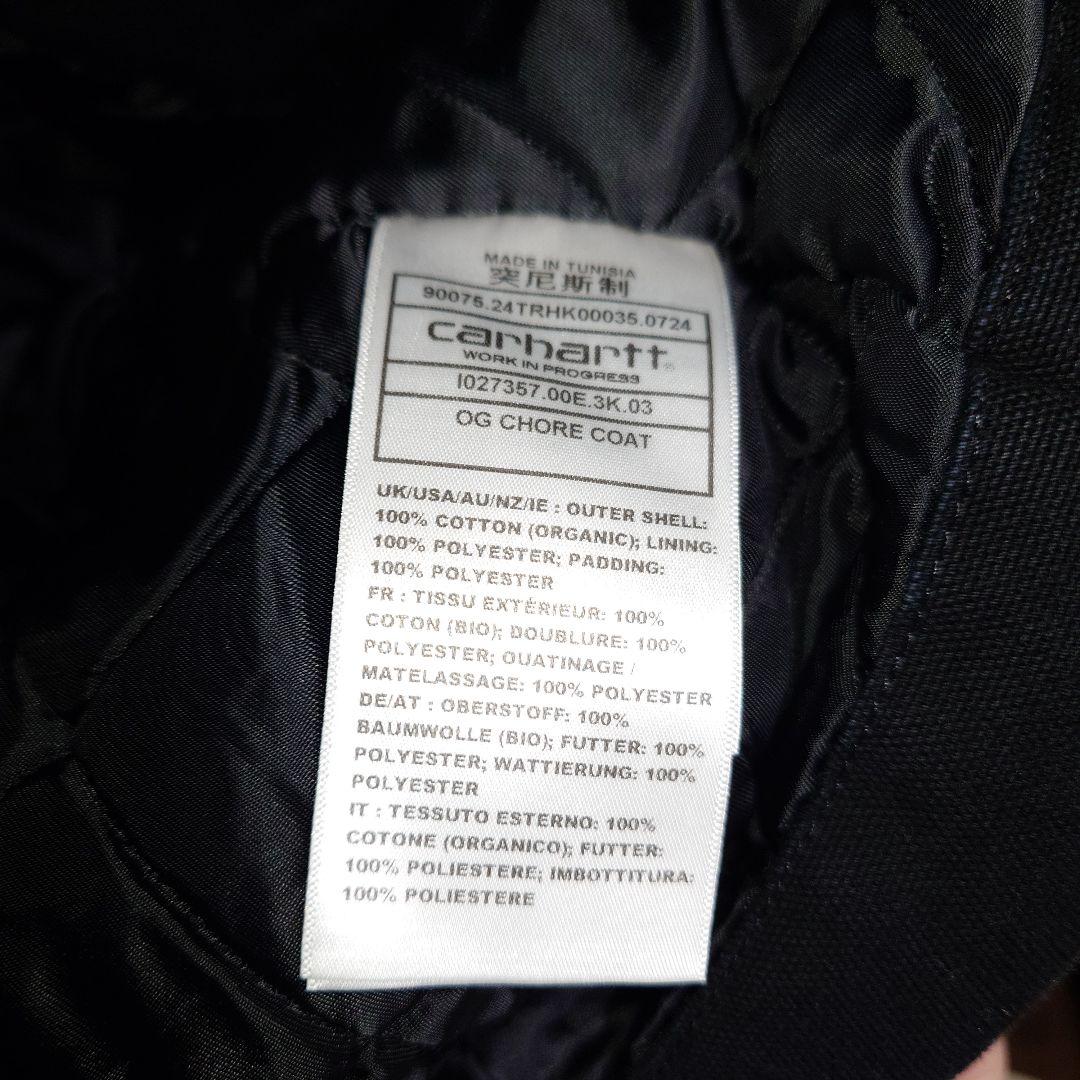 MADE IN TUNISIA
突尼斯制
90075.24TRHK00035.0724
carhartt®
WORK IN PROGRESS
I027357.00E.3K.03
OG CHORE COAT
UK/USA/AU/NZ/IE : OUTER SHELL:
100% COTTON (ORGANIC); LINING:
100% POLYESTER; PADDING:
100% POLYESTER
FR : TISSU EXTÉRIEUR: 100%
COTON (BIO); DOUBLURE: 100%
POLYESTER; OUATINAGE /
MATELASSAGE: 100% POLYESTER
DE/AT : OBERSTOFF: 100%
BAUMWOLLE (BIO); FUTTER: 100%
POLYESTER; WATTIERUNG: 100%
POLYESTER
IT : TESSUTO ESTERNO: 100%
COTONE (ORGANICO); FUTTER:
100% POLIESTERE; IMBOTTITURA:
100% POLIESTERE